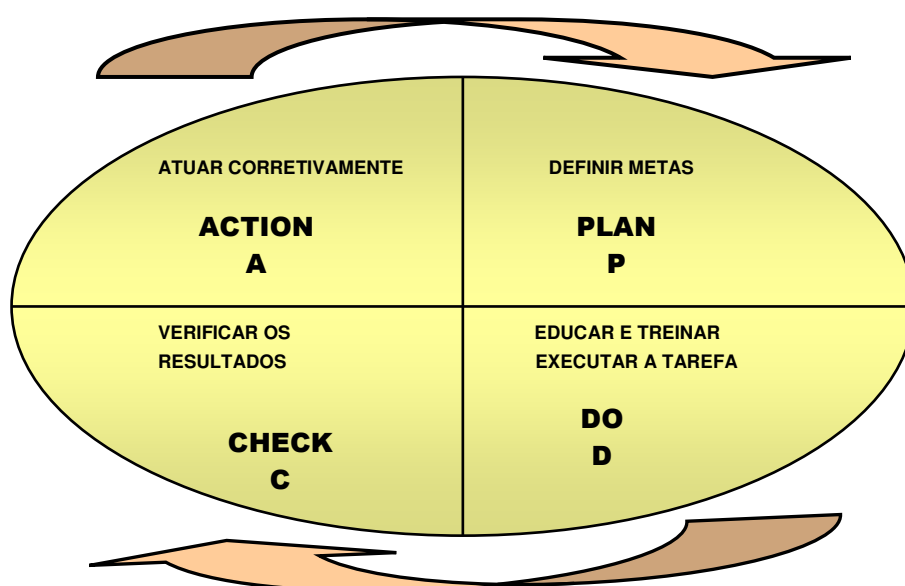 ATUAR CORRETIVAMENTE
ACTION
A
DEFINIR METAS
PLAN
P
VERIFICAR OS
RESULTADOS
CHECK
C
EDUCAR E TREINAR
EXECUTAR A TAREFA
DO
D